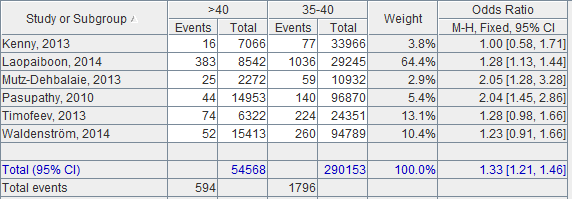 Study or Subgroup >40 35-40 Weight Odds Ratio
Events Total Events Total M-H, Fixed, 95% CI
Kenny, 2013 16 7066 77 33966 3.8% 1.00 [0.58, 1.71]
Laopaiboon, 2014 383 8542 1036 29245 64.4% 1.28 [1.13, 1.44]
Mutz-Dehbalaie, 2013 25 2272 59 10932 2.9% 2.05 [1.28, 3.28]
Pasupathy, 2010 44 14953 140 96870 5.4% 2.04 [1.45, 2.86]
Timofeev, 2013 74 6322 224 24351 13.1% 1.28 [0.98, 1.66]
Waldenström, 2014 52 15413 260 94789 10.4% 1.23 [0.91, 1.66]
Total (95% CI) 54568 290153 100.0% 1.33 [1.21, 1.46]
Total events 594 1796